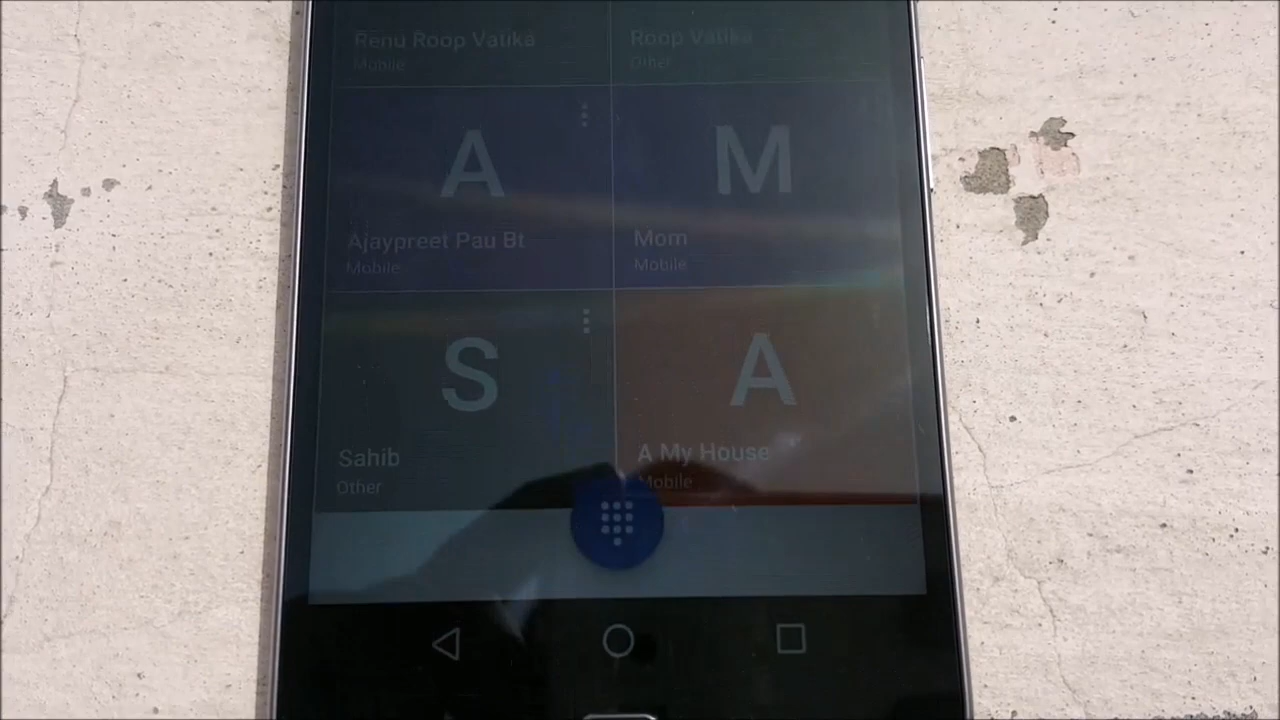 Renu Roop Vatika
Mobile
Roop Vatika
Other
A
Ajaypreet Pau Bt
Mobile
M
Mom
Mobile
S
Sahib
Other
A
A My House
Mobile